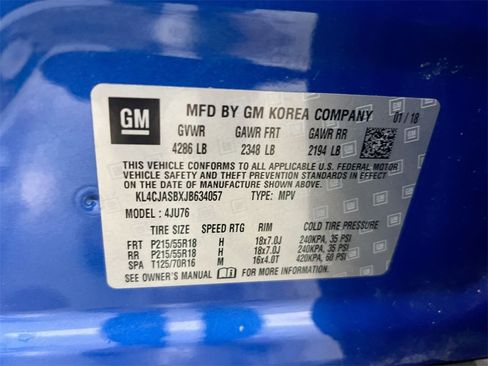 GM MFD BY GM KOREA COMPANY 01/18
GVWR GAWR FRT GAWR RR
4286 LB 2348 LB 2194 LB
THIS VEHICLE CONFORMS TO ALL APPLICABLE U.S. FEDERAL MOTOR
VEHICLE SAFETY AND THEFT PREVENTION STANDARDS IN EFFECT ON
THE DATE OF MANUFACTURE SHOWN ABOVE.
KL4CJASBXJB634057 TYPE: MPV
MODEL: 4JU76
TIRE SIZE SPEED RTG RIM COLD TIRE PRESSURE
FRT P215/55R18 H 18x7.0J 240KPA, 35 PSI
RR P215/55R18 H 18x7.0J 240KPA, 35 PSI
SPA T125/70R16 M 16x4.0T 420KPA, 60 PSI
SEE OWNER'S MANUAL FOR MORE INFORMATION